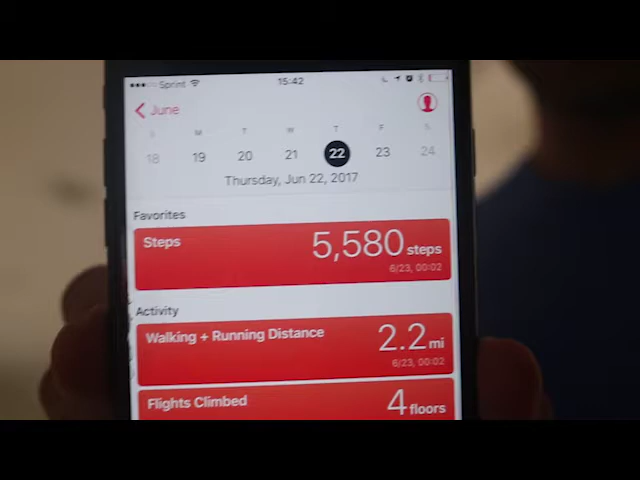 Sprint 15:42
June
S M T W T F S
18 19 20 21 22 23 24
Thursday, Jun 22, 2017
Favorites
Steps 5,580 steps
6/23, 00:02
Activity
Walking + Running Distance 2.2 mi
6/23, 00:02
Flights Climbed 4 floors